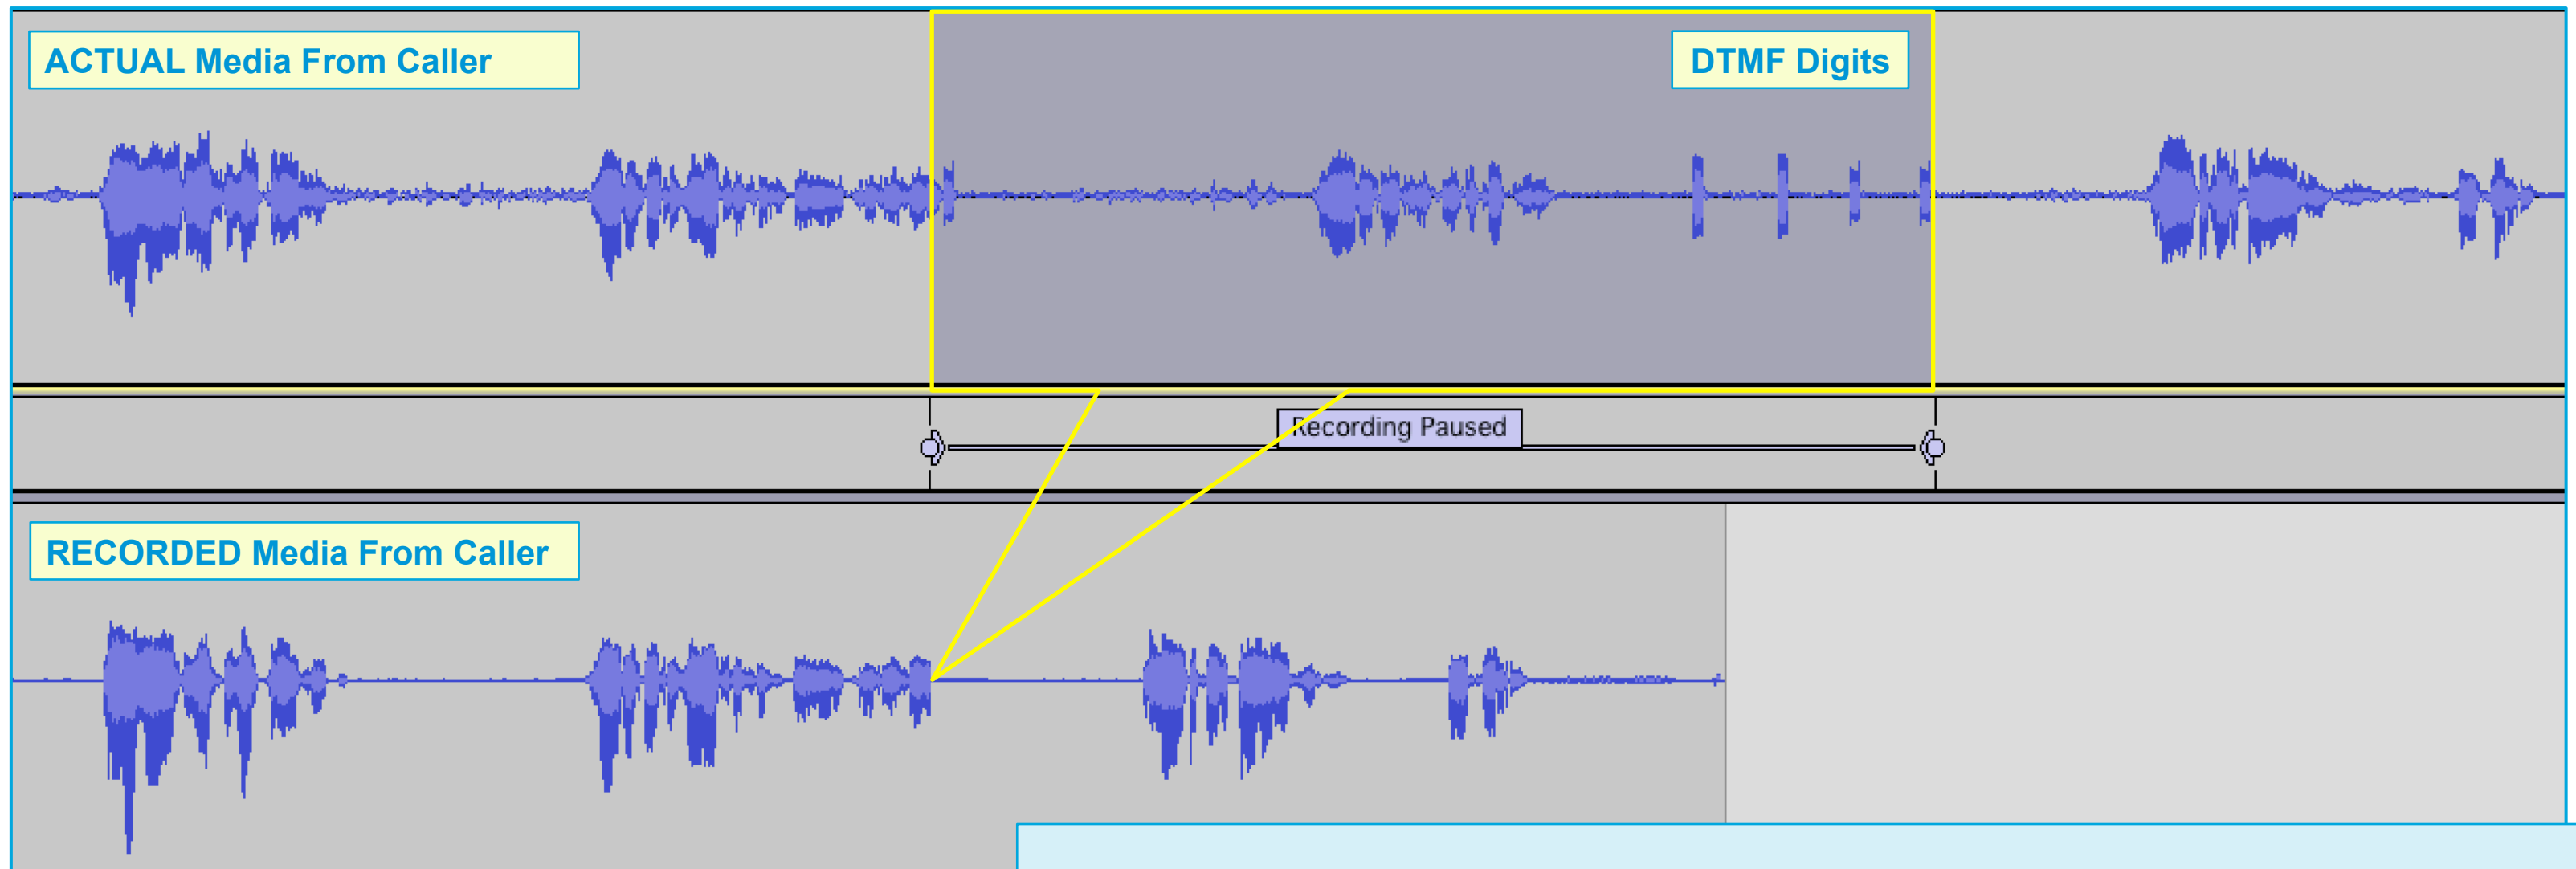 ACTUAL Media From Caller
DTMF Digits
Recording Paused
RECORDED Media From Caller